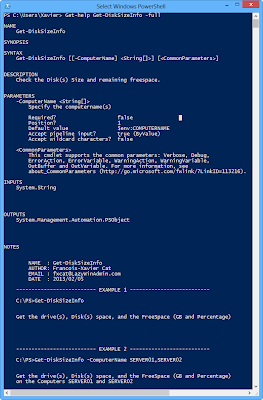 Select Windows PowerShell
PS C:\Users\Xavier> Get-help Get-DiskSizeInfo -full
NAME
Get-DiskSizeInfo
SYNOPSIS
SYNTAX
Get-DiskSizeInfo [[-ComputerName] <String[]>] [<CommonParameters>]
DESCRIPTION
Check the Disk(s) Size and remaining freespace.
PARAMETERS
-ComputerName <String[]>
Specify the computername(s)
Required? false
Position? 1
Default value $env:COMPUTERNAME
Accept pipeline input? true (ByValue)
Accept wildcard characters? false
<CommonParameters>
This cmdlet supports the common parameters: Verbose, Debug,
ErrorAction, ErrorVariable, WarningAction, WarningVariable,
OutBuffer and OutVariable. For more information, see
about_CommonParameters (http://go.microsoft.com/fwlink/?LinkID=113216).
INPUTS
System.String
OUTPUTS
System.Management.Automation.PSObject
NOTES
NAME : Get-DiskSizeInfo
AUTHOR: Francois-Xavier Cat
EMAIL : fxcat@LazyWinAdmin.com
DATE : 2013/02/05
-------------------------- EXAMPLE 1 --------------------------
C:\PS>Get-DiskSizeInfo
Get the drive(s), Disk(s) space, and the FreeSpace (GB and Percentage)
-------------------------- EXAMPLE 2 --------------------------
C:\PS>Get-DiskSizeInfo -ComputerName SERVER01,SERVER02
Get the drive(s), Disk(s) space, and the FreeSpace (GB and Percentage)
on the Computers SERVER01 and SERVER02